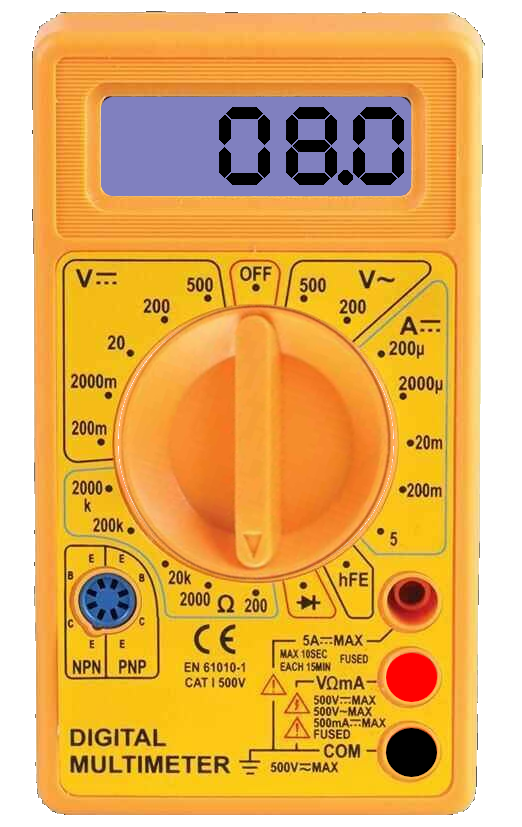 08.0
OFF
V⎓ 500 500 V~
200 200
A⎓
20 200µ
2000m 2000µ
200m 20m
2000 200m
k
200k 5
20k hFE
2000 Ω 200
E E
B B
C C
E E
NPN PNP
CE
EN 61010-1
CAT I 500V
5A⎓MAX
MAX 10SEC FUSED
EACH 15MIN
VΩmA
500V⎓MAX
500V~MAX
500mA⎓MAX
FUSED
COM
500V≂MAX
DIGITAL
MULTIMETER